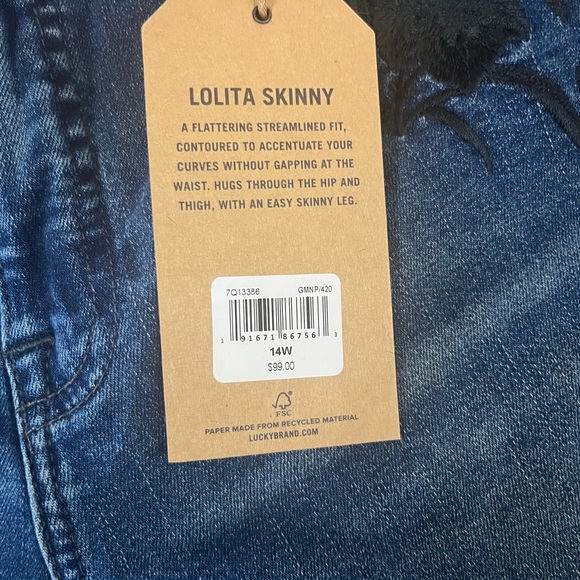 LOLITA SKINNY
A FLATTERING STREAMLINED FIT,
CONTOURED TO ACCENTUATE YOUR
CURVES WITHOUT GAPPING AT THE
WAIST. HUGS THROUGH THE HIP AND
THIGH, WITH AN EASY SKINNY LEG.
7Q13386 GMNP/420
1 91671 86756 3
14W
$99.00
FSC
PAPER MADE FROM RECYCLED MATERIAL
LUCKYBRAND.COM